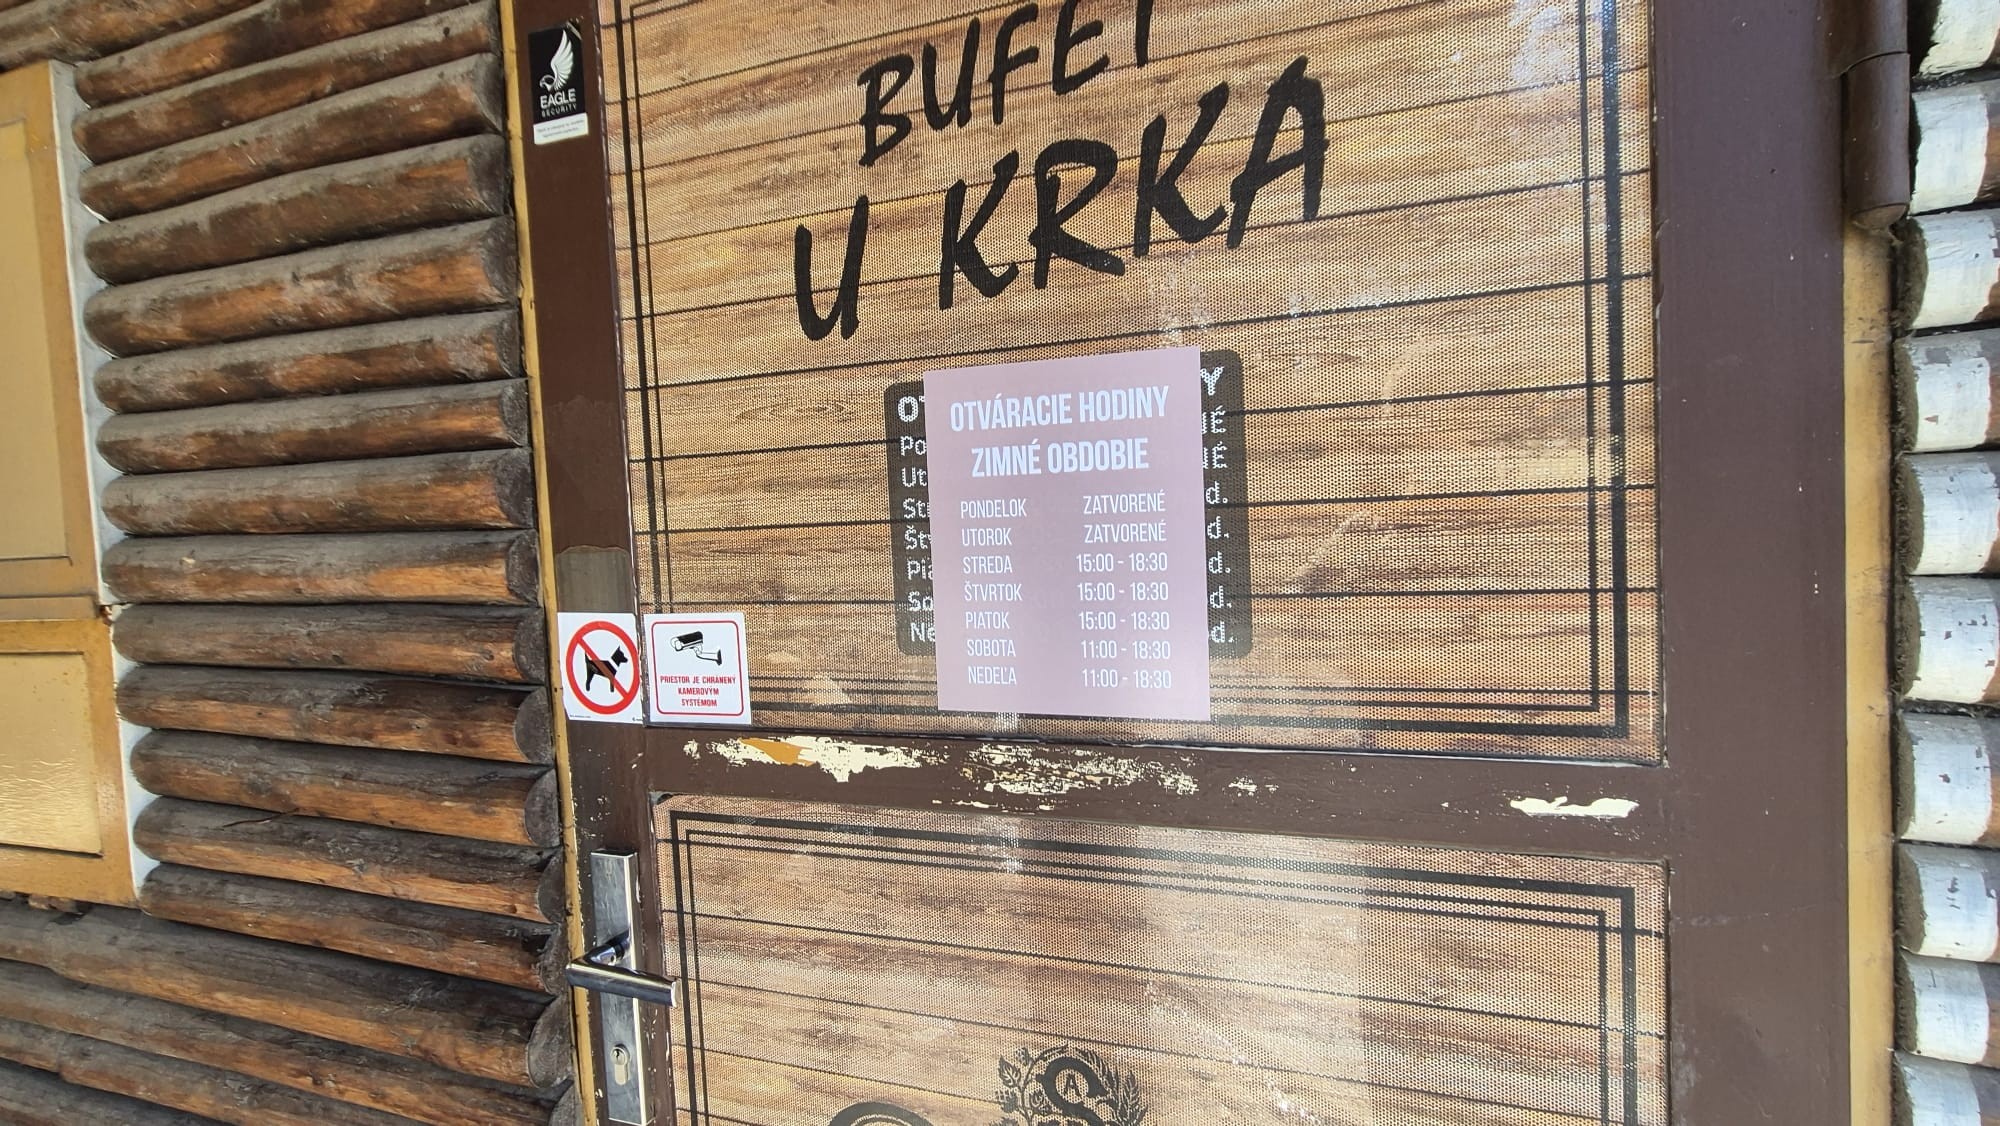 BUFET
U KRKA
EAGLE
SECURITY
OTVÁRACIE HODINY
ZIMNÉ OBDOBIE
PONDELOK ZATVORENÉ
UTOROK ZATVORENÉ
STREDA 15:00 - 18:30
ŠTVRTOK 15:00 - 18:30
PIATOK 15:00 - 18:30
SOBOTA 11:00 - 18:30
NEDEĽA 11:00 - 18:30
PRIESTOR JE CHRÁNENÝ
KAMEROVÝM
SYSTÉMOM